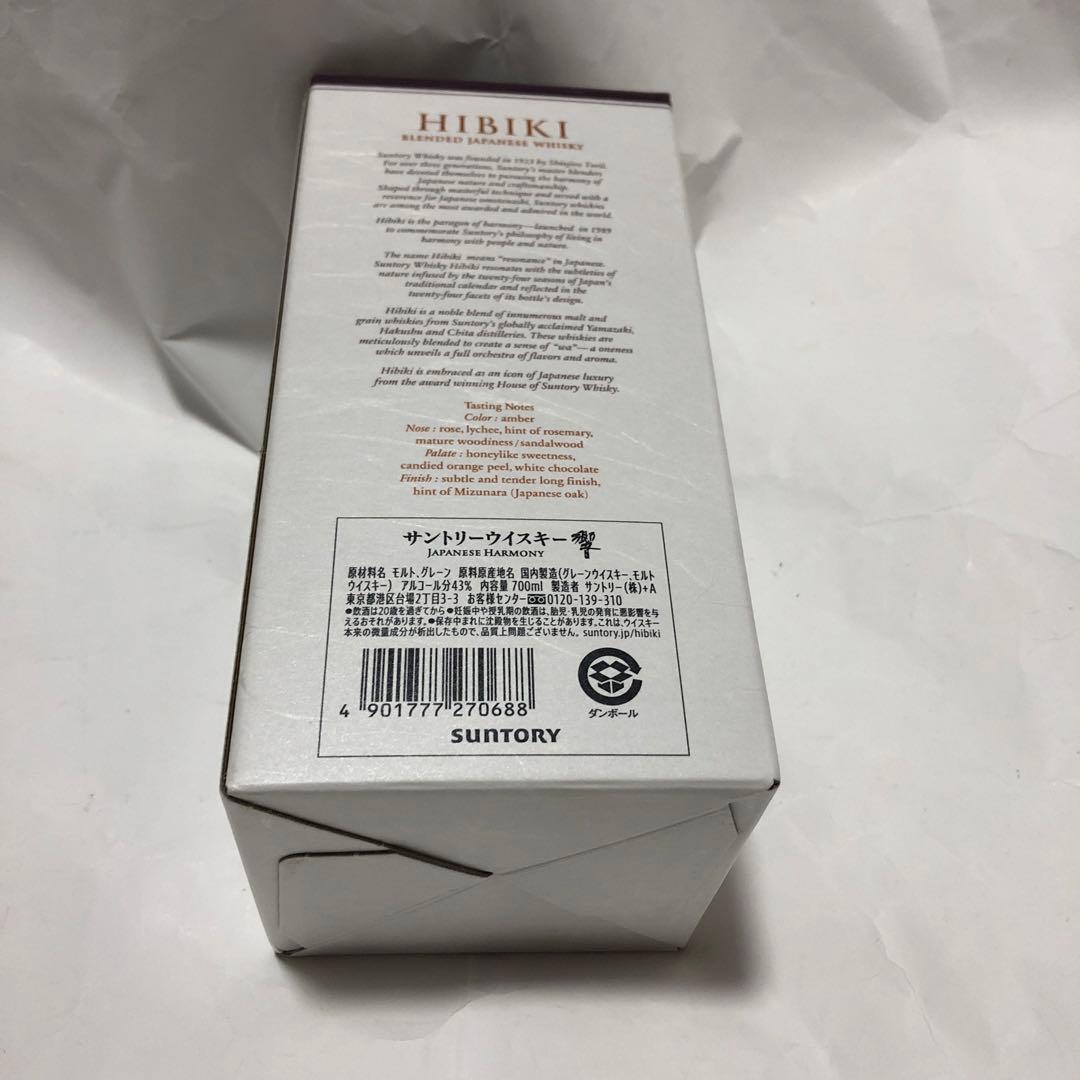 HIBIKI
BLENDED JAPANESE WHISKY
Suntory Whisky was founded in 1923 by Shinjiro Torii.
For over three generations, Suntory's master blenders
have devoted themselves to pursuing the harmony of
Japanese nature and craftsmanship.
Shaped through masterful technique and served with a
reverence for Japanese omotenashi, Suntory whiskies
are among the most awarded and admired in the world.
Hibiki is the paragon of harmony—launched in 1989
to commemorate Suntory's philosophy of living in
harmony with people and nature.
The name Hibiki means "resonance" in Japanese.
Suntory Whisky Hibiki resonates with the subtleties of
nature infused by the twenty-four seasons of Japan's
traditional calendar and reflected in the
twenty-four facets of its bottle's design.
Hibiki is a noble blend of innumerous malt and
grain whiskies from Suntory's globally acclaimed Yamazaki,
Hakushu and Chita distilleries. These whiskies are
meticulously blended to create a sense of "wa"—a oneness
which unveils a full orchestra of flavors and aroma.
Hibiki is embraced as an icon of Japanese luxury
from the award winning House of Suntory Whisky.
Tasting Notes
Color : amber
Nose : rose, lychee, hint of rosemary,
mature woodiness/sandalwood
Palate : honeylike sweetness,
candied orange peel, white chocolate
Finish : subtle and tender long finish,
hint of Mizunara (Japanese oak)
サントリーウイスキー 響
JAPANESE HARMONY
原材料名 モルト、グレーン 原料原産地名 国内製造(グレーンウイスキー、モルト
ウイスキー) アルコール分43% 内容量 700ml 製造者 サントリー(株)+A
東京都港区台場2丁目3-3 お客様センター 0120-139-310
●飲酒は20歳を過ぎてから ●妊娠中や授乳期の飲酒は、胎児・乳児の発育に悪影響を与
えるおそれがあります。●保存中まれに沈殿物を生じることがあります。これは、ウイスキー
本来の微量成分が析出したもので、品質上問題ございません。 suntory.jp/hibiki
4 901777 270688
ダンボール
SUNTORY